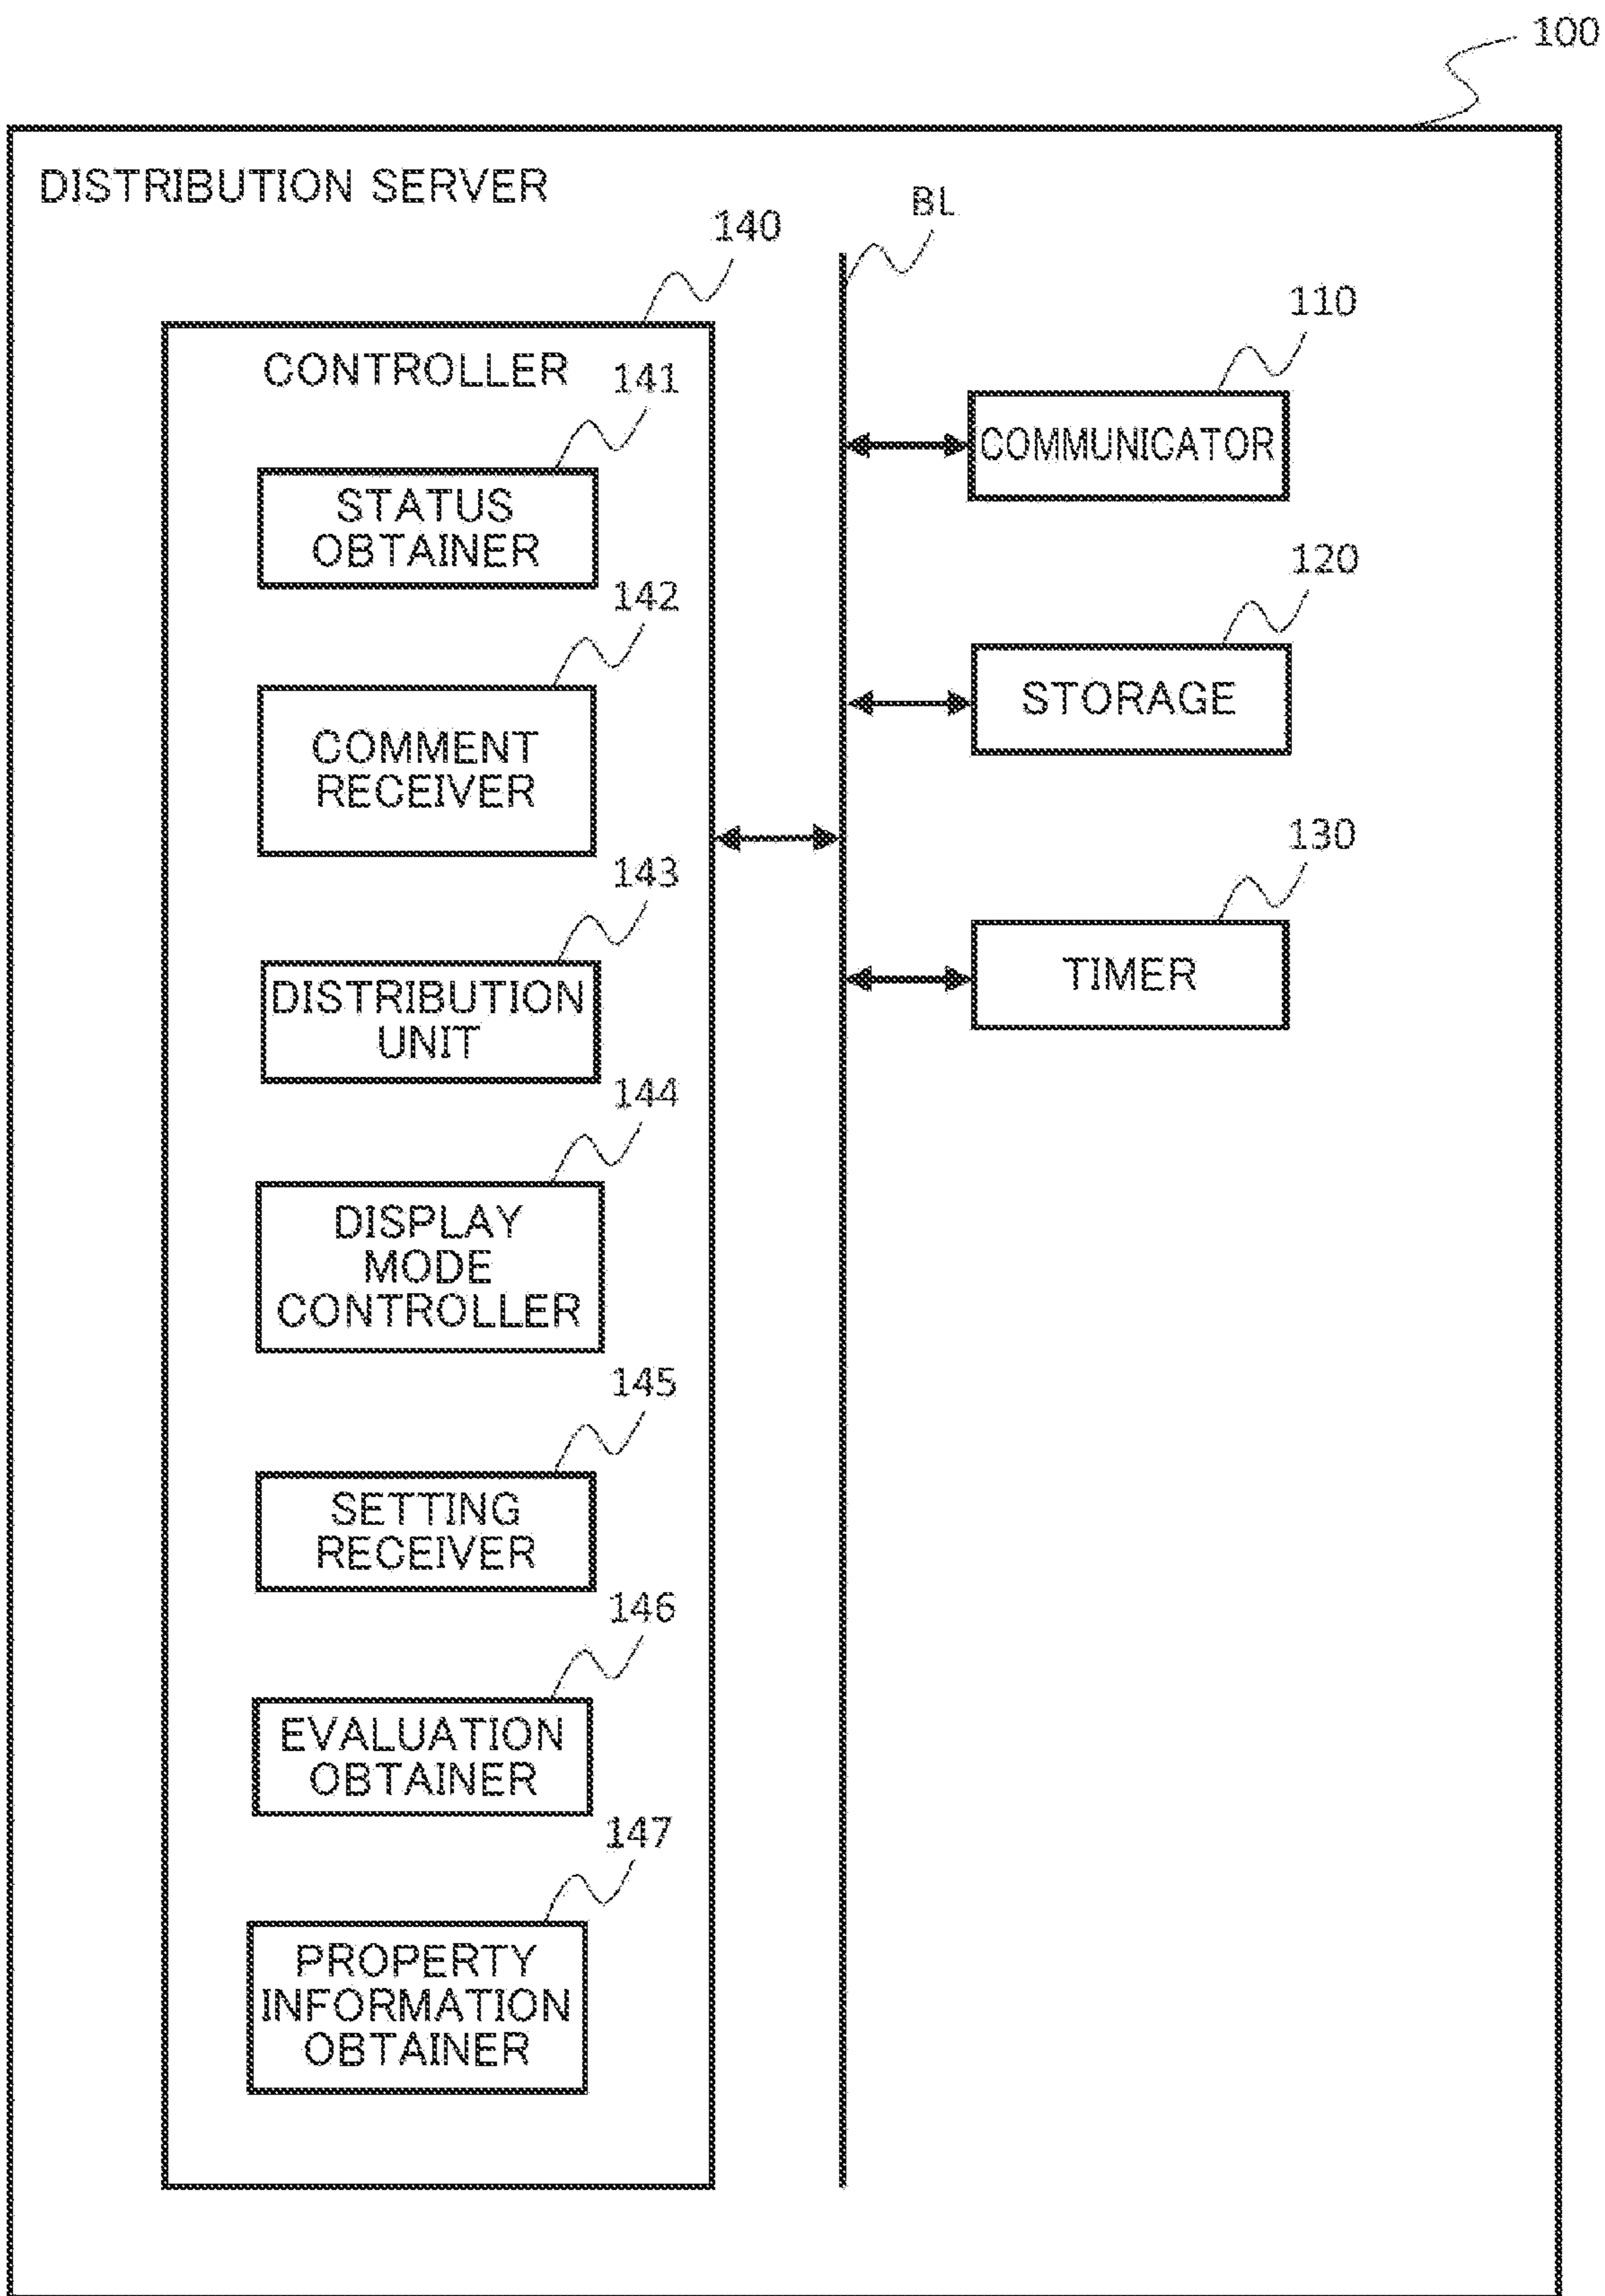 100
DISTRIBUTION SERVER
BL
140
110
CONTROLLER
141
COMMUNICATOR
STATUS
OBTAINER
120
142
STORAGE
COMMENT
RECEIVER
130
143
TIMER
DISTRIBUTION
UNIT
144
DISPLAY
MODE
CONTROLLER
145
SETTING
RECEIVER
146
EVALUATION
OBTAINER
147
PROPERTY
INFORMATION
OBTAINER